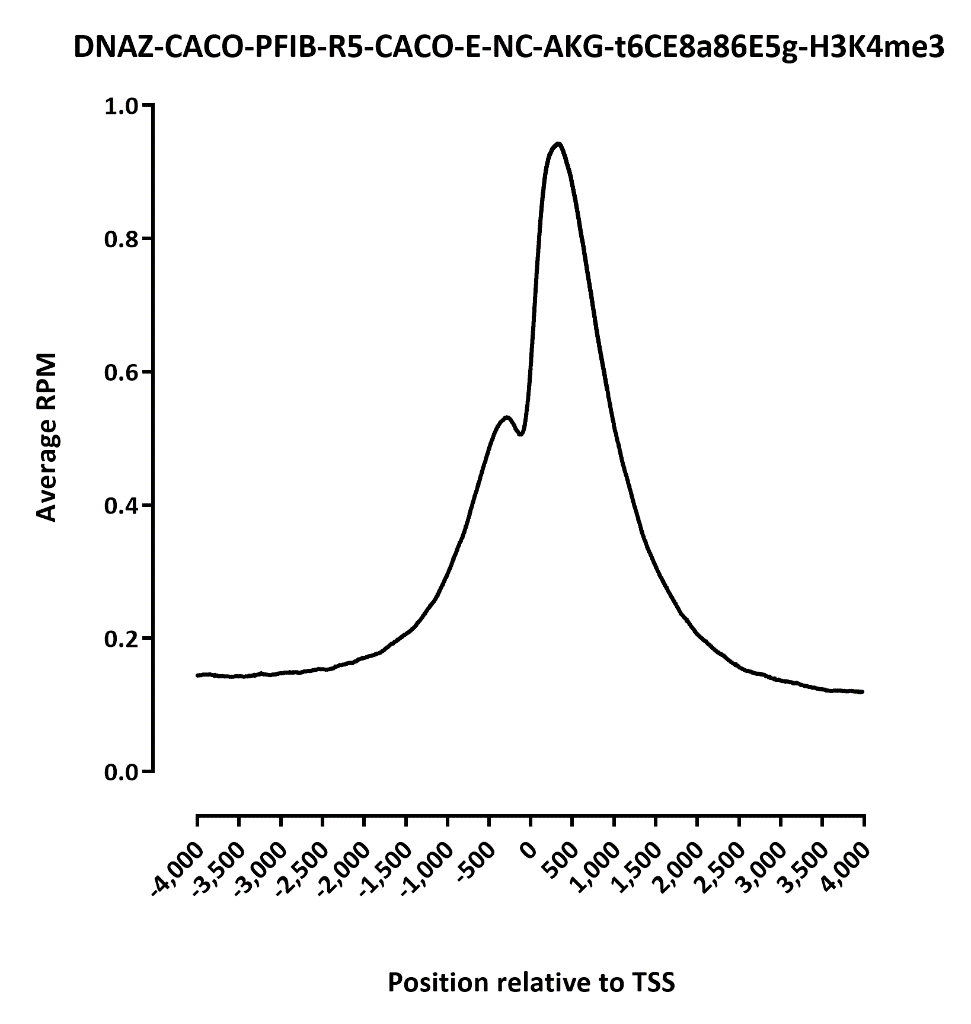 DNAZ-CACO-PFIB-R5-CACO-E-NC-AKG-t6CE8a86E5g-H3K4me3
1.0
0.8
0.6
0.4
0.2
0.0
Average RPM
-4,000 -3,500 -3,000 -2,500 -2,000 -1,500 -1,000 -500 0 500 1,000 1,500 2,000 2,500 3,000 3,500 4,000
Position relative to TSS